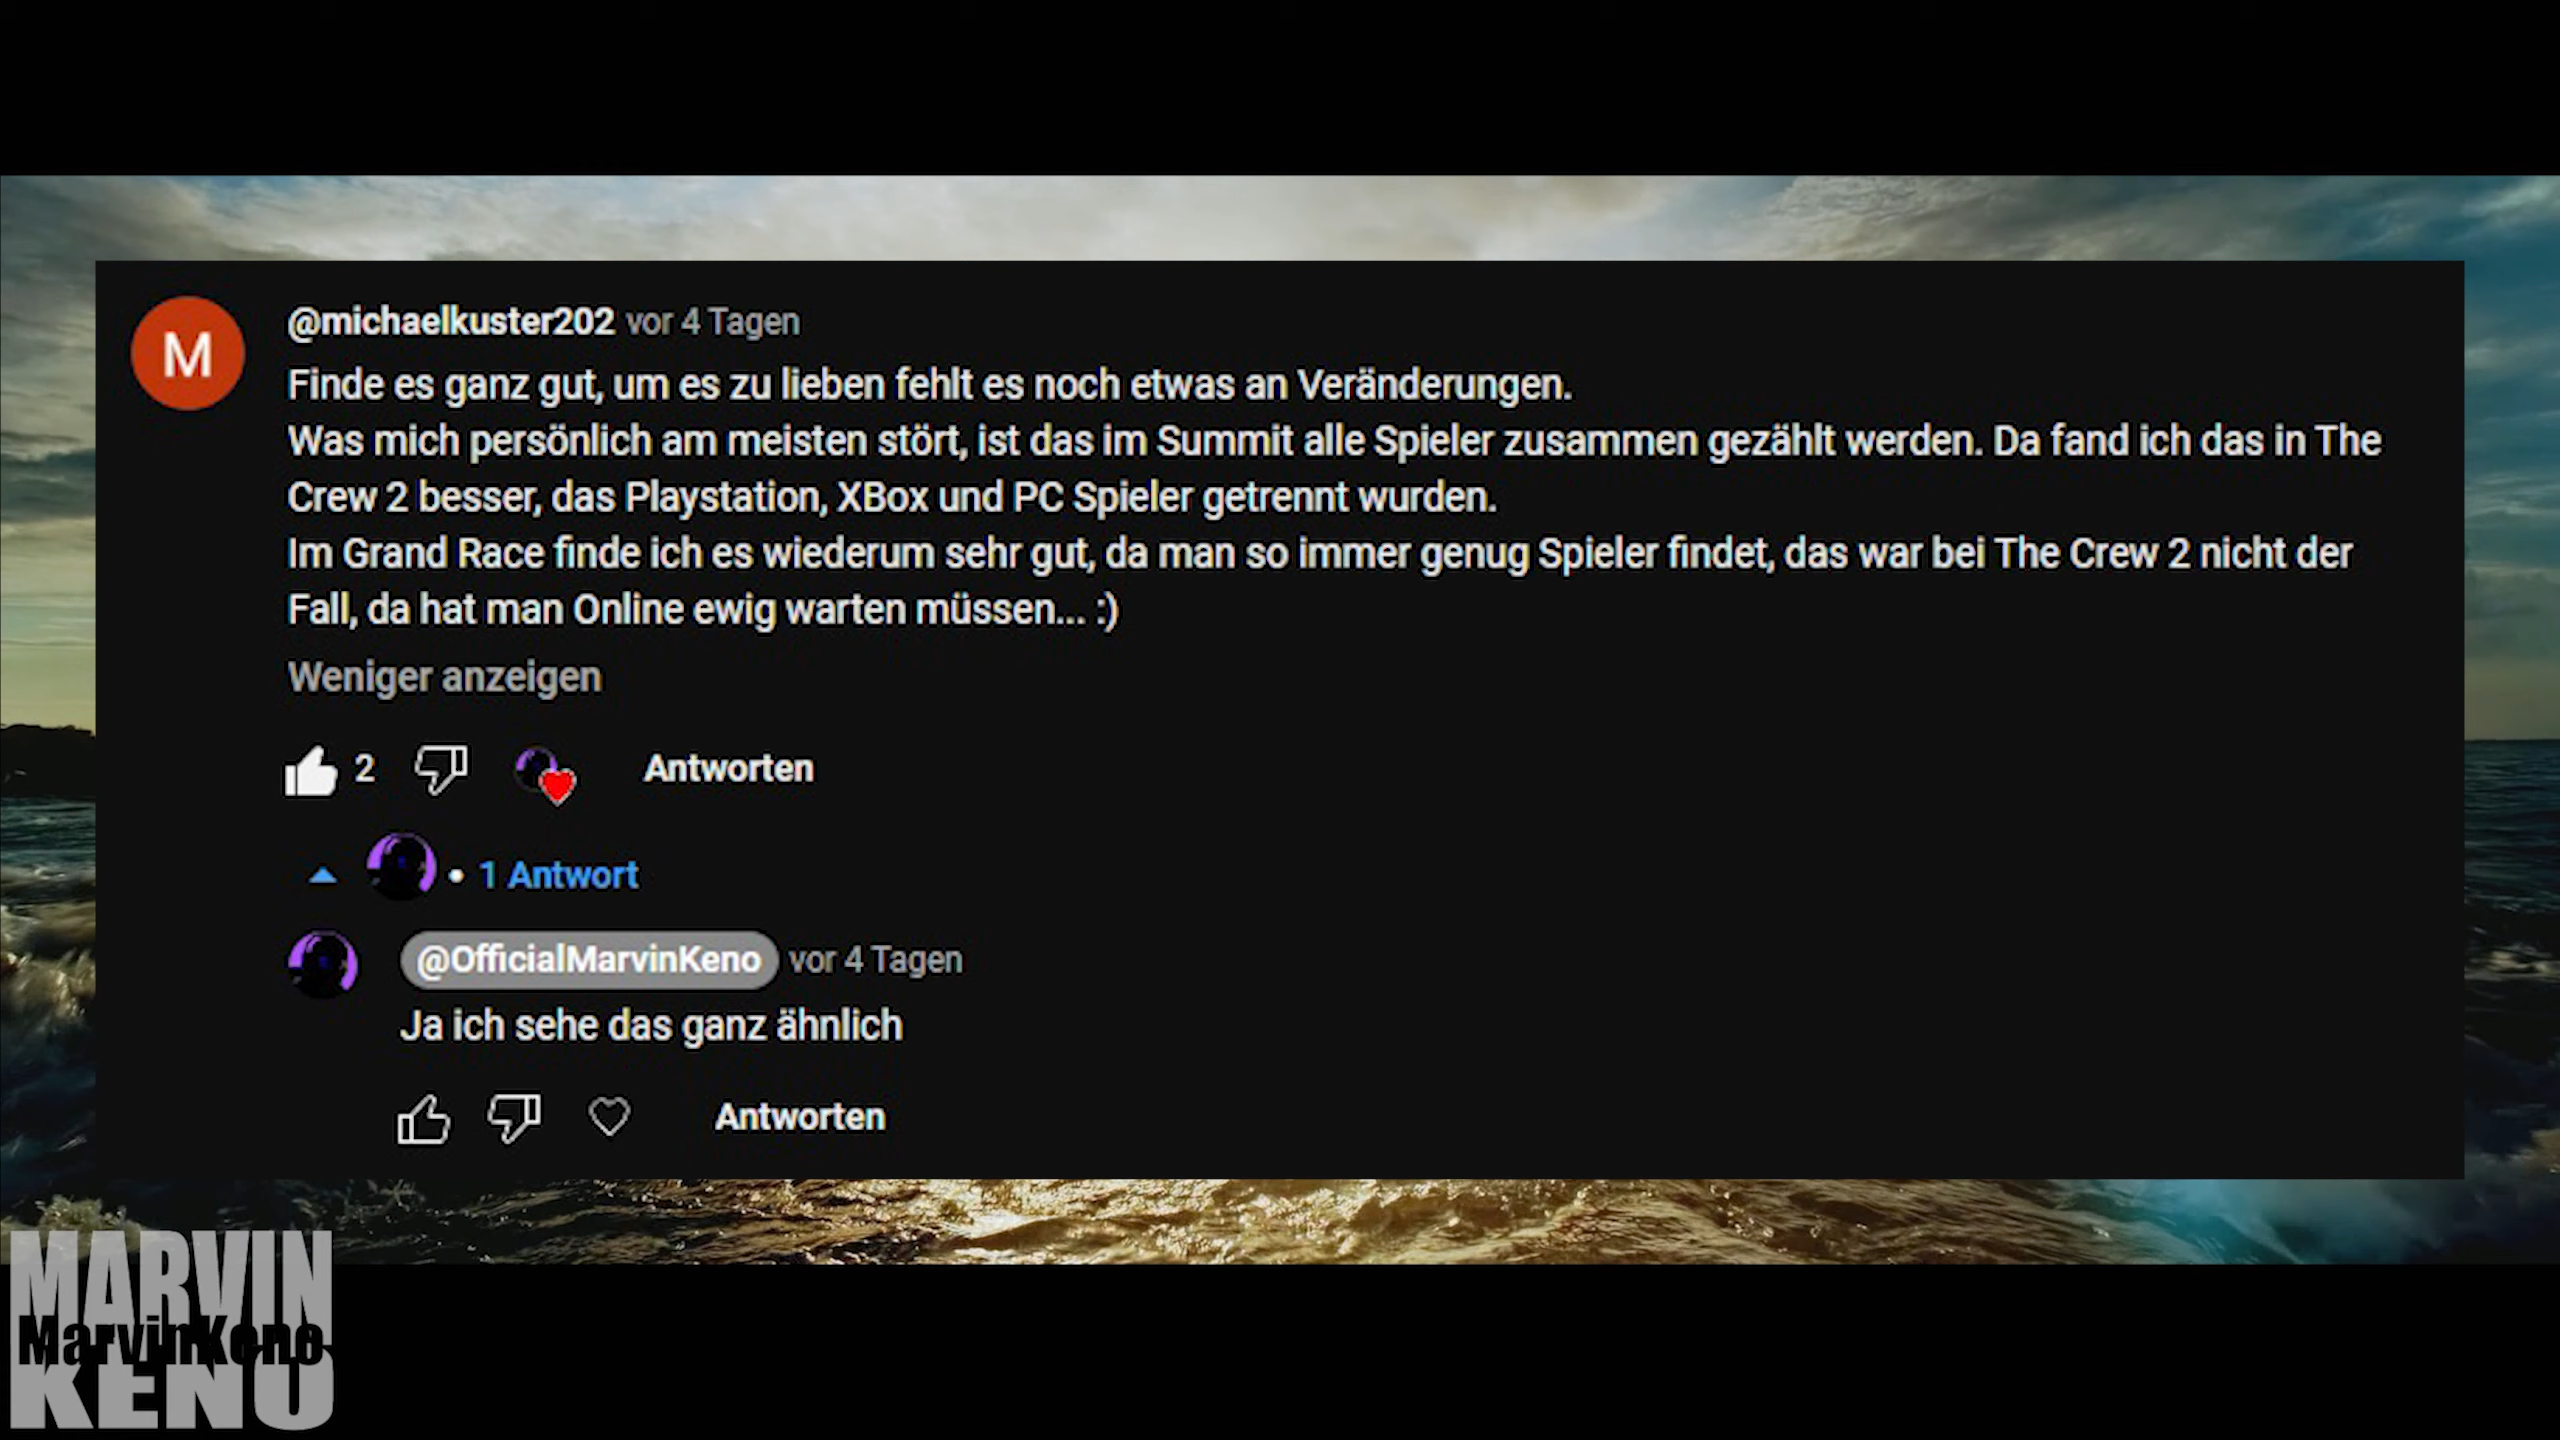 M
@michaelkuster202 vor 4 Tagen
Finde es ganz gut, um es zu lieben fehlt es noch etwas an Veränderungen.
Was mich persönlich am meisten stört, ist das im Summit alle Spieler zusammen gezählt werden. Da fand ich das in The
Crew 2 besser, das Playstation, XBox und PC Spieler getrennt wurden.
Im Grand Race finde ich es wiederum sehr gut, da man so immer genug Spieler findet, das war bei The Crew 2 nicht der
Fall, da hat man Online ewig warten müssen... :)
Weniger anzeigen
2 Antworten
• 1 Antwort
@OfficialMarvinKeno vor 4 Tagen
Ja ich sehe das ganz ähnlich
Antworten
MARVIN
MarvinKeno
KENO